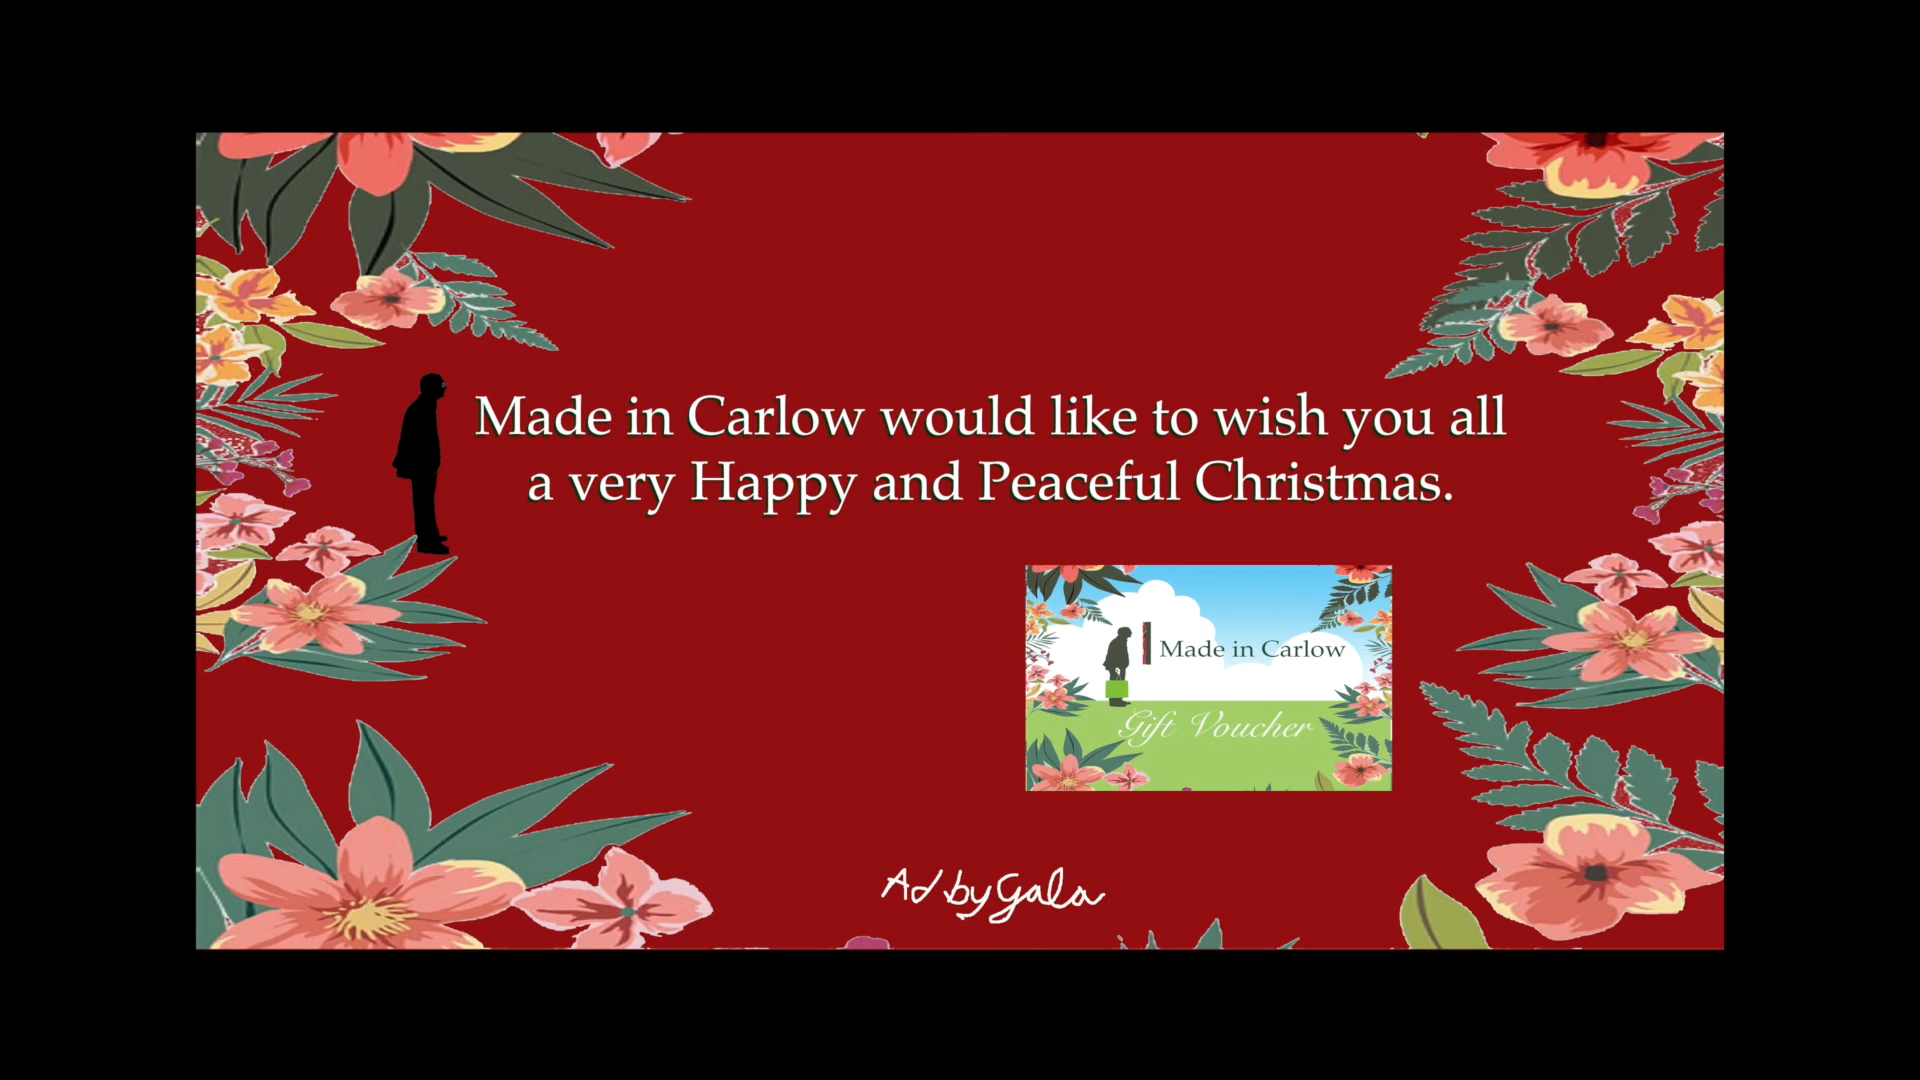 Made in Carlow would like to wish you all
a very Happy and Peaceful Christmas.
Made in Carlow
Gift Voucher
Ad by Gala